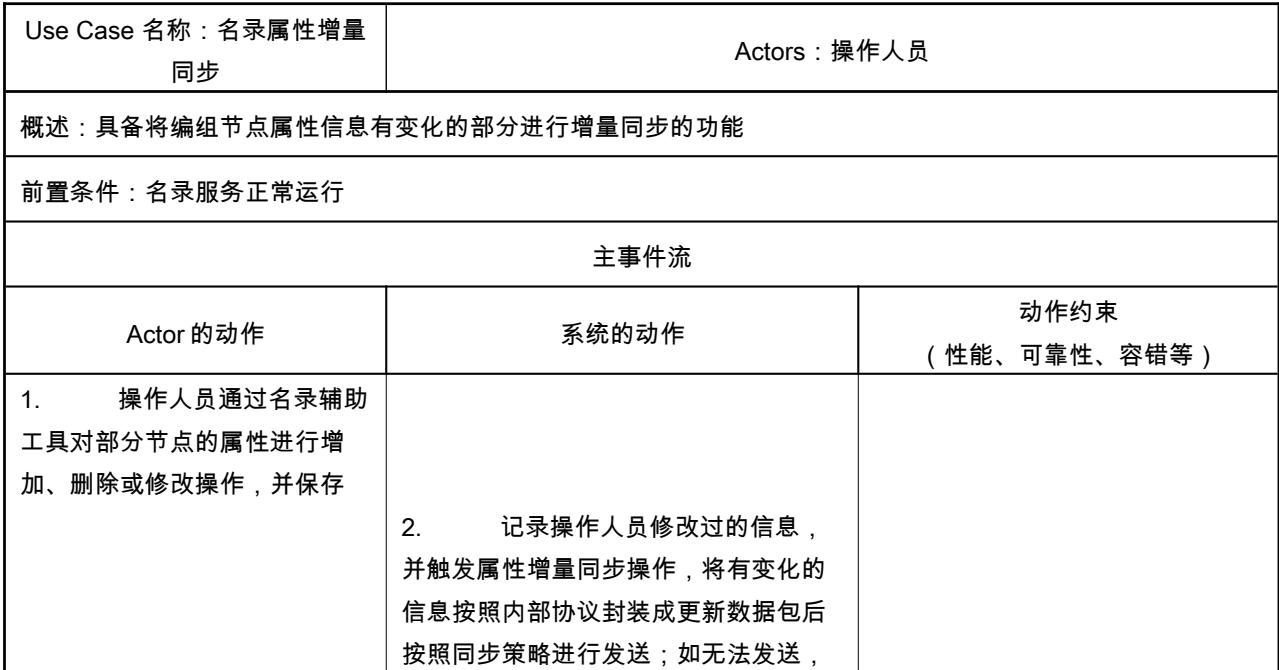 Use Case 名称：名录属性增量
同步
Actors：操作人员
概述：具备将编组节点属性信息有变化的部分进行增量同步的功能
前置条件：名录服务正常运行
主事件流
Actor 的动作
系统的动作
动作约束
（性能、可靠性、容错等）
1. 操作人员通过名录辅助
工具对部分节点的属性进行增
加、删除或修改操作，并保存
2. 记录操作人员修改过的信息，
并触发属性增量同步操作，将有变化的
信息按照内部协议封装成更新数据包后
按照同步策略进行发送；如无法发送，